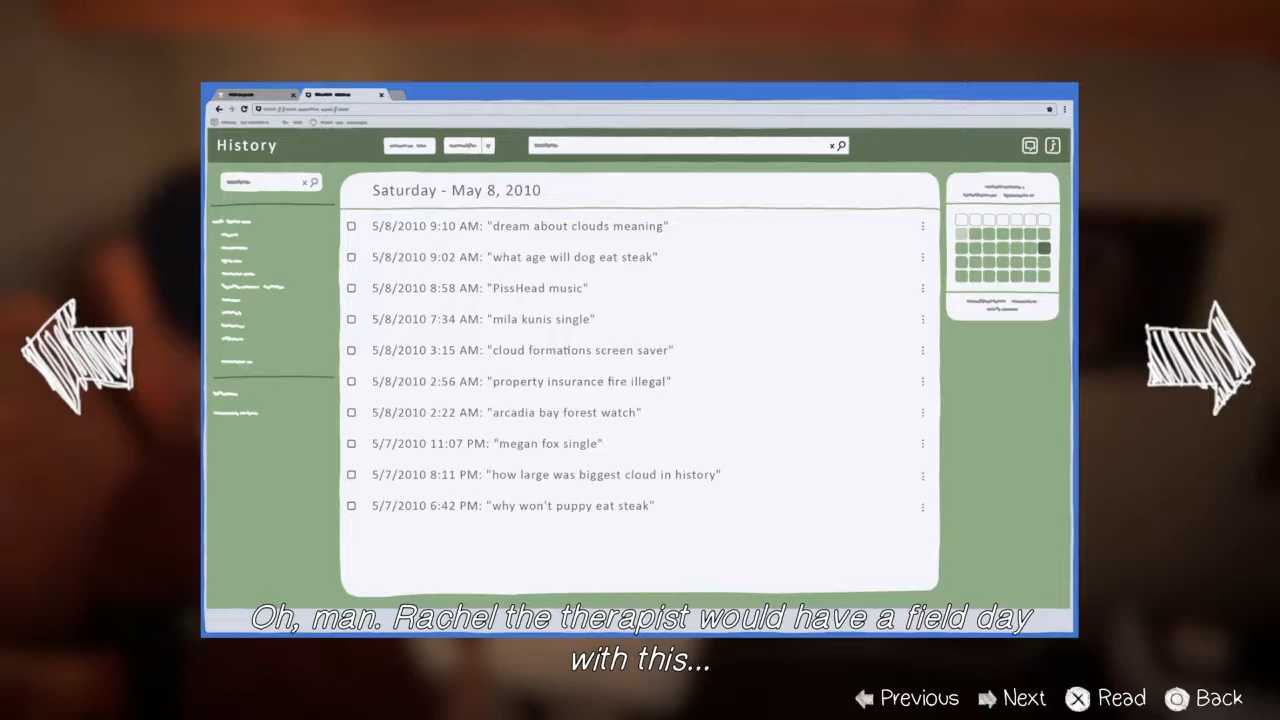 History
Saturday - May 8, 2010
5/8/2010 9:10 AM: "dream about clouds meaning"
5/8/2010 9:02 AM: "what age will dog eat steak"
5/8/2010 8:58 AM: "PissHead music"
5/8/2010 7:34 AM: "mila kunis single"
5/8/2010 3:15 AM: "cloud formations screen saver"
5/8/2010 2:56 AM: "property insurance fire illegal"
5/8/2010 2:22 AM: "arcadia bay forest watch"
5/7/2010 11:07 PM: "megan fox single"
5/7/2010 8:11 PM: "how large was biggest cloud in history"
5/7/2010 6:42 PM: "why won't puppy eat steak"
Oh, man. Rachel the therapist would have a field day
with this...
Previous Next Read Back